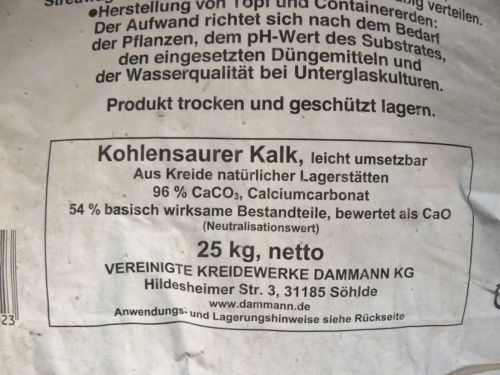 •Herstellung von Topf und Containererden:
verteilen.
Der Aufwand richtet sich nach dem Bedarf
der Pflanzen, dem pH-Wert des Substrates,
den eingesetzten Düngemitteln und
der Wasserqualität bei Unterglaskulturen.
Produkt trocken und geschützt lagern.
Kohlensaurer Kalk, leicht umsetzbar
Aus Kreide natürlicher Lagerstätten
96 % CaCO₃, Calciumcarbonat
54 % basisch wirksame Bestandteile, bewertet als CaO
(Neutralisationswert)
25 kg, netto
VEREINIGTE KREIDEWERKE DAMMANN KG
Hildesheimer Str. 3, 31185 Söhlde
www.dammann.de
Anwendungs- und Lagerungshinweise siehe Rückseite
23